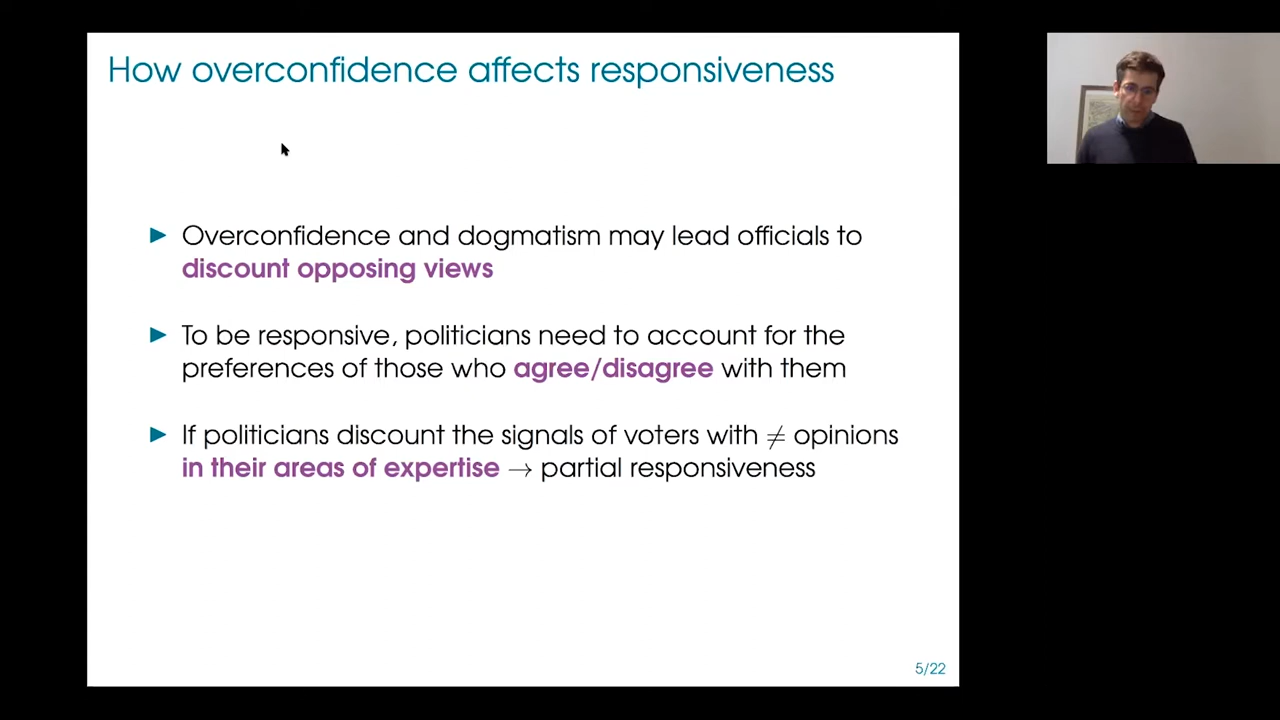 How overconfidence affects responsiveness
▶ Overconfidence and dogmatism may lead officials to
discount opposing views
▶ To be responsive, politicians need to account for the
preferences of those who agree/disagree with them
▶ If politicians discount the signals of voters with ≠ opinions
in their areas of expertise → partial responsiveness
5/22